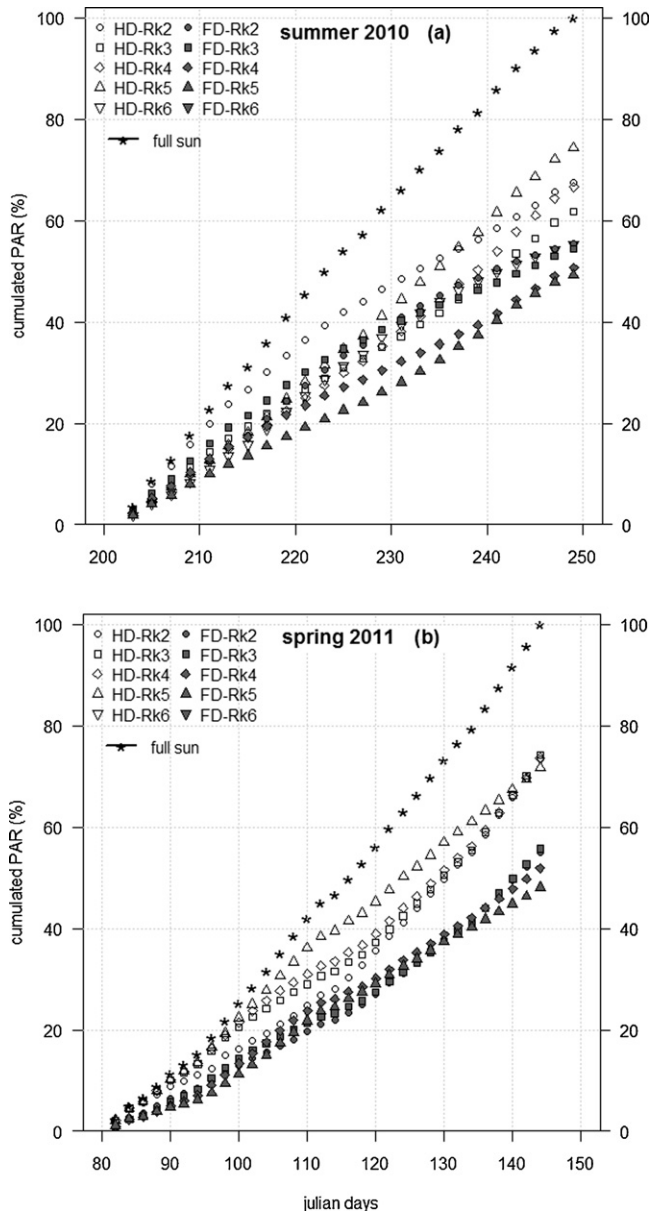 summer 2010 (a)
HD-Rk2 FD-Rk2
HD-Rk3 FD-Rk3
HD-Rk4 FD-Rk4
HD-Rk5 FD-Rk5
HD-Rk6 FD-Rk6
full sun
cumulated PAR (%)
100 100
80 80
60 60
40 40
20 20
0 0
200 210 220 230 240 250
spring 2011 (b)
HD-Rk2 FD-Rk2
HD-Rk3 FD-Rk3
HD-Rk4 FD-Rk4
HD-Rk5 FD-Rk5
HD-Rk6 FD-Rk6
full sun
cumulated PAR (%)
100 100
80 80
60 60
40 40
20 20
0 0
80 90 100 110 120 130 140 150
julian days